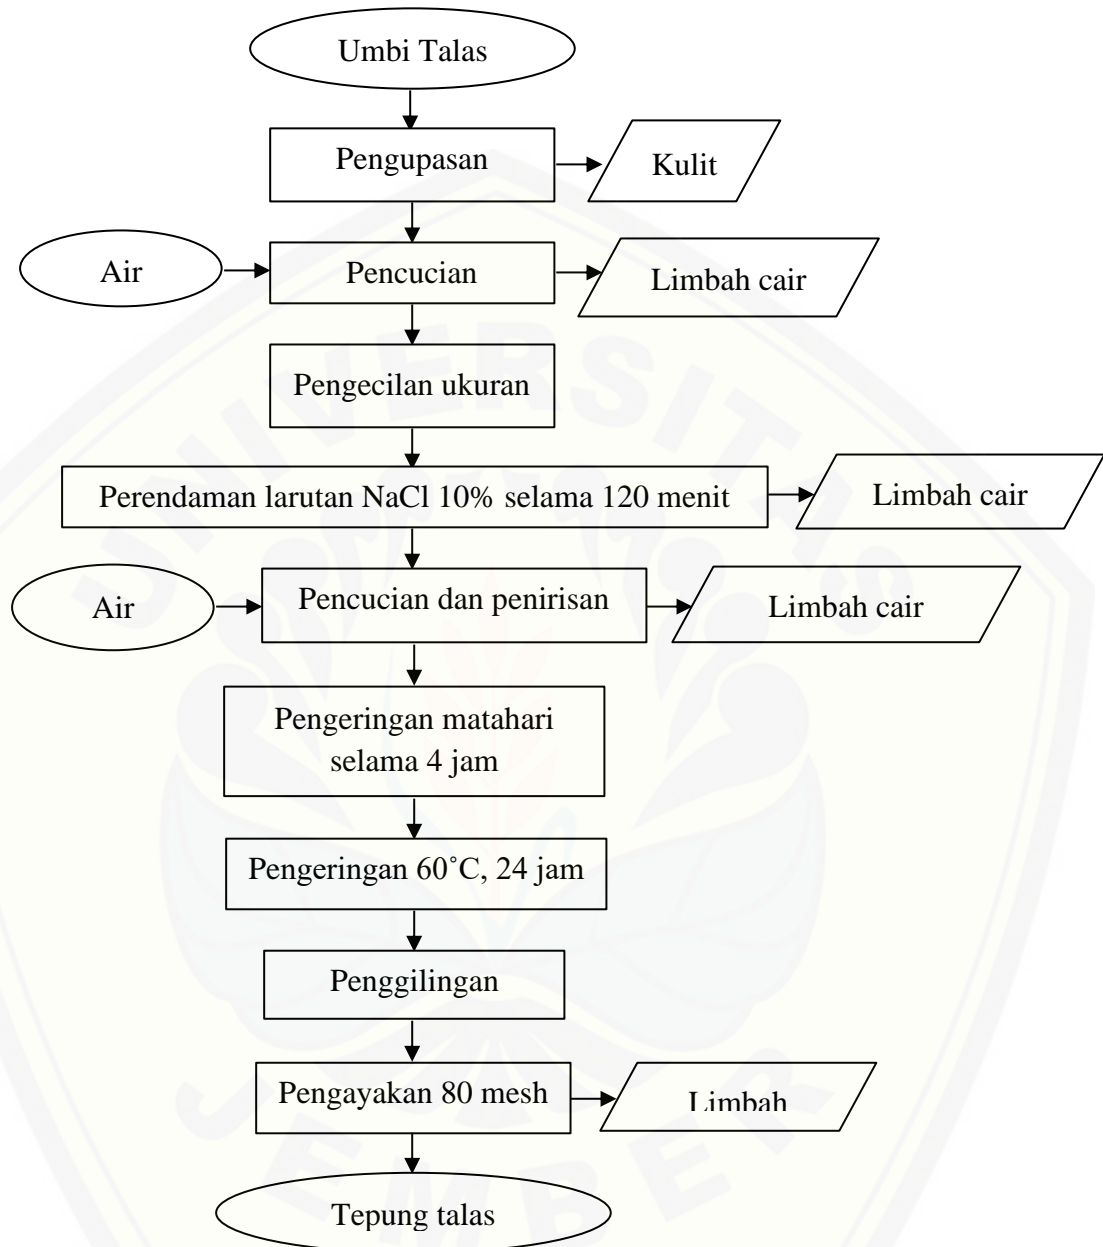 Umbi Talas
Pengupasan
Kulit
Air
Pencucian
Limbah cair
Pengecilan ukuran
Perendaman larutan NaCl 10% selama 120 menit
Limbah cair
Air
Pencucian dan penirisan
Limbah cair
Pengeringan matahari
selama 4 jam
Pengeringan 60˚C, 24 jam
Penggilingan
Pengayakan 80 mesh
Limbah
Tepung talas
UNIVERSITAS
JEMBER